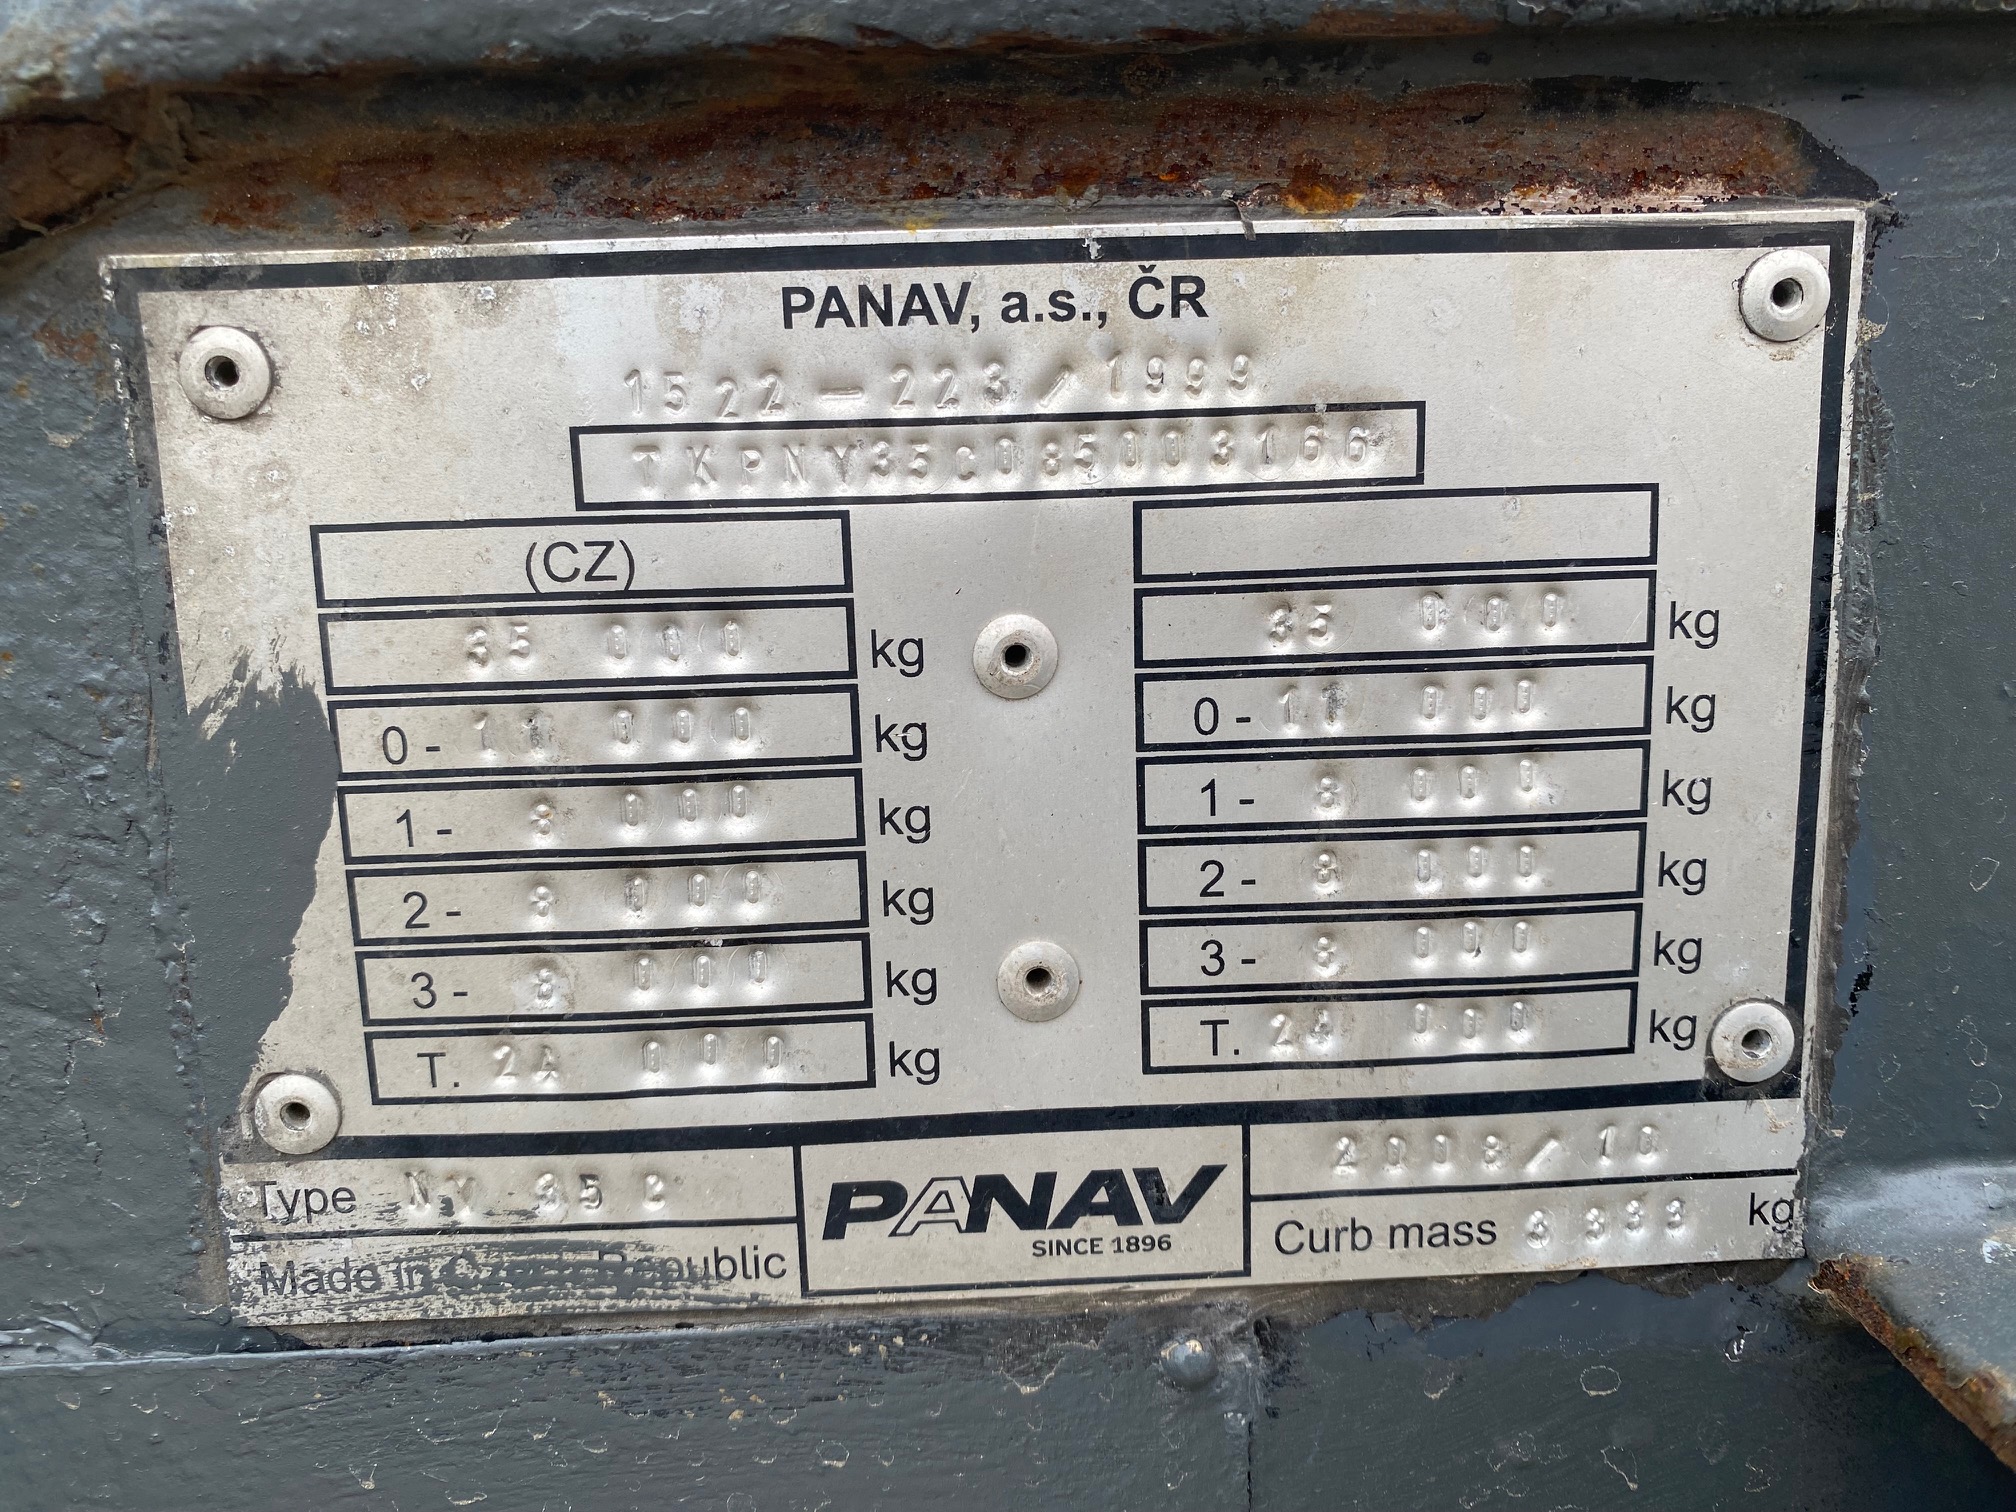 PANAV, a.s., ČR
1522-223/1999
TKPNY35C085003166
(CZ)
35 000 kg
0- 11 000 kg
1- 8 000 kg
2- 8 000 kg
3- 8 000 kg
T. 24 000 kg
35 000 kg
0- 11 000 kg
1- 8 000 kg
2- 8 000 kg
3- 8 000 kg
T. 24 000 kg
Type NY 35
Made in Republic
PANAV
SINCE 1896
2008/10
Curb mass kg